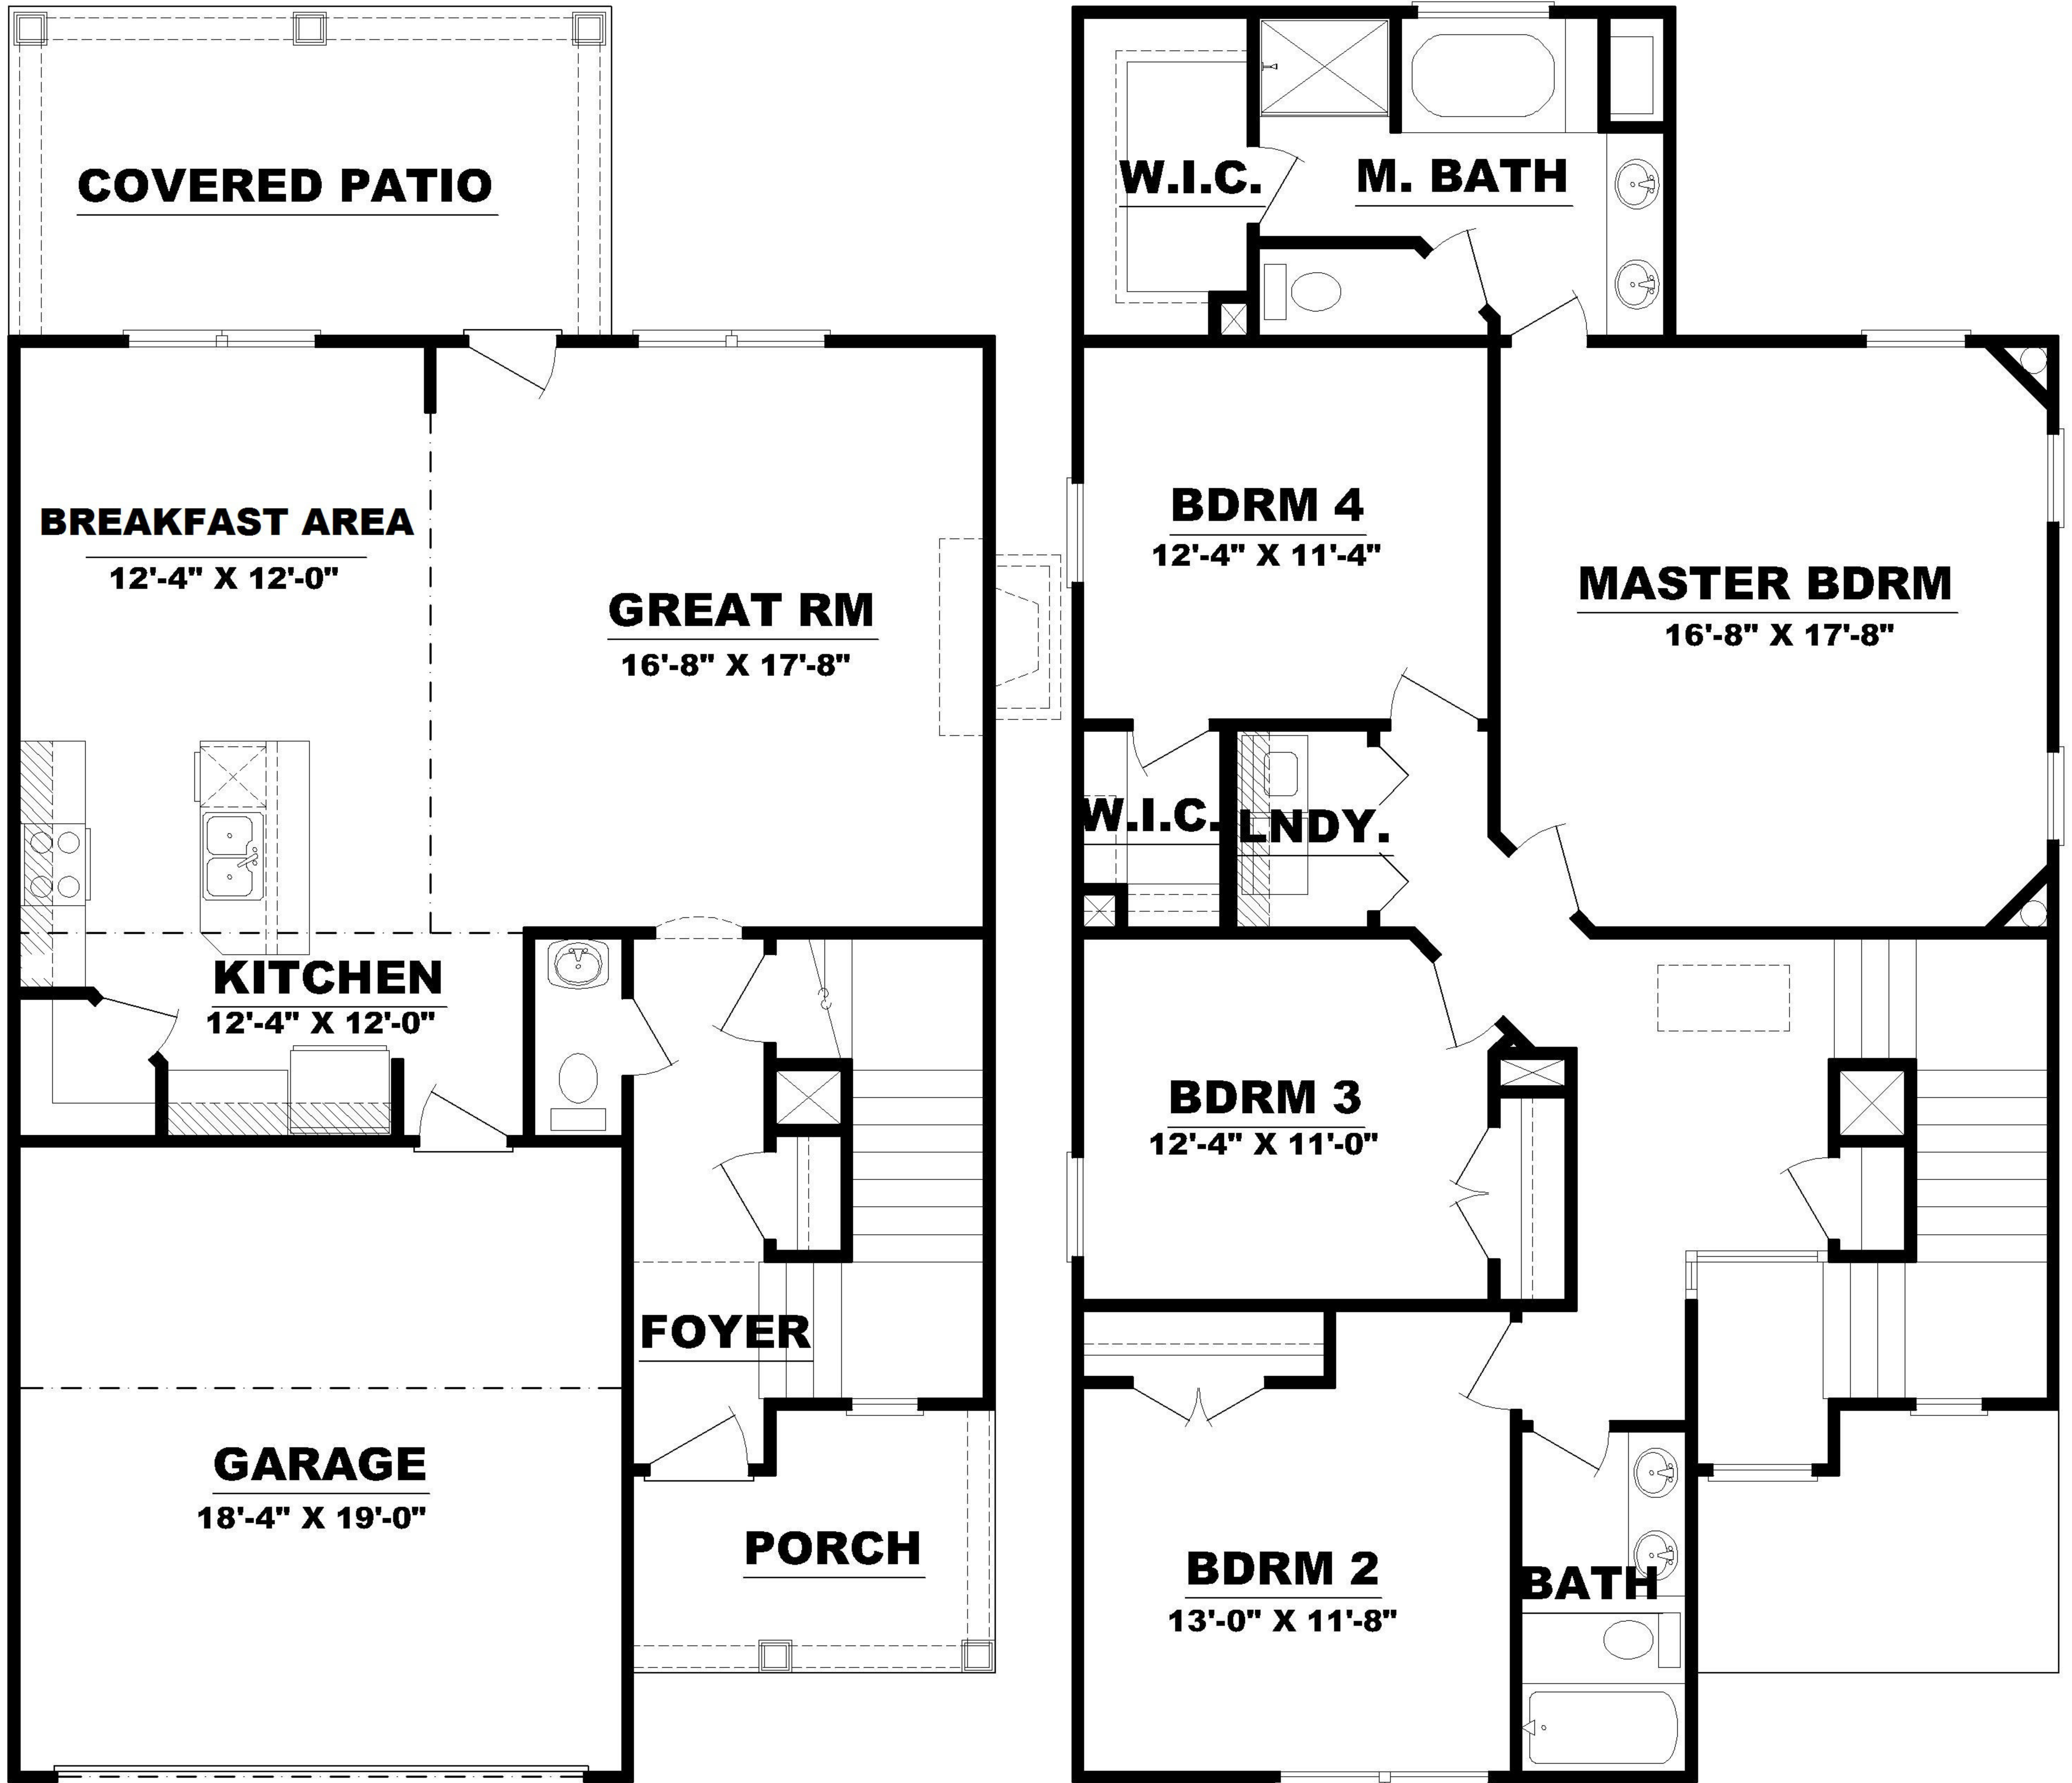 COVERED PATIO
BREAKFAST AREA
12'-4" X 12'-0"
GREAT RM
16'-8" X 17'-8"
KITCHEN
12'-4" X 12'-0"
FOYER
GARAGE
18'-4" X 19'-0"
PORCH
W.I.C.
M. BATH
BDRM 4
12'-4" X 11'-4"
MASTER BDRM
16'-8" X 17'-8"
W.I.C.
LNDY.
BDRM 3
12'-4" X 11'-0"
BDRM 2
13'-0" X 11'-8"
BATH